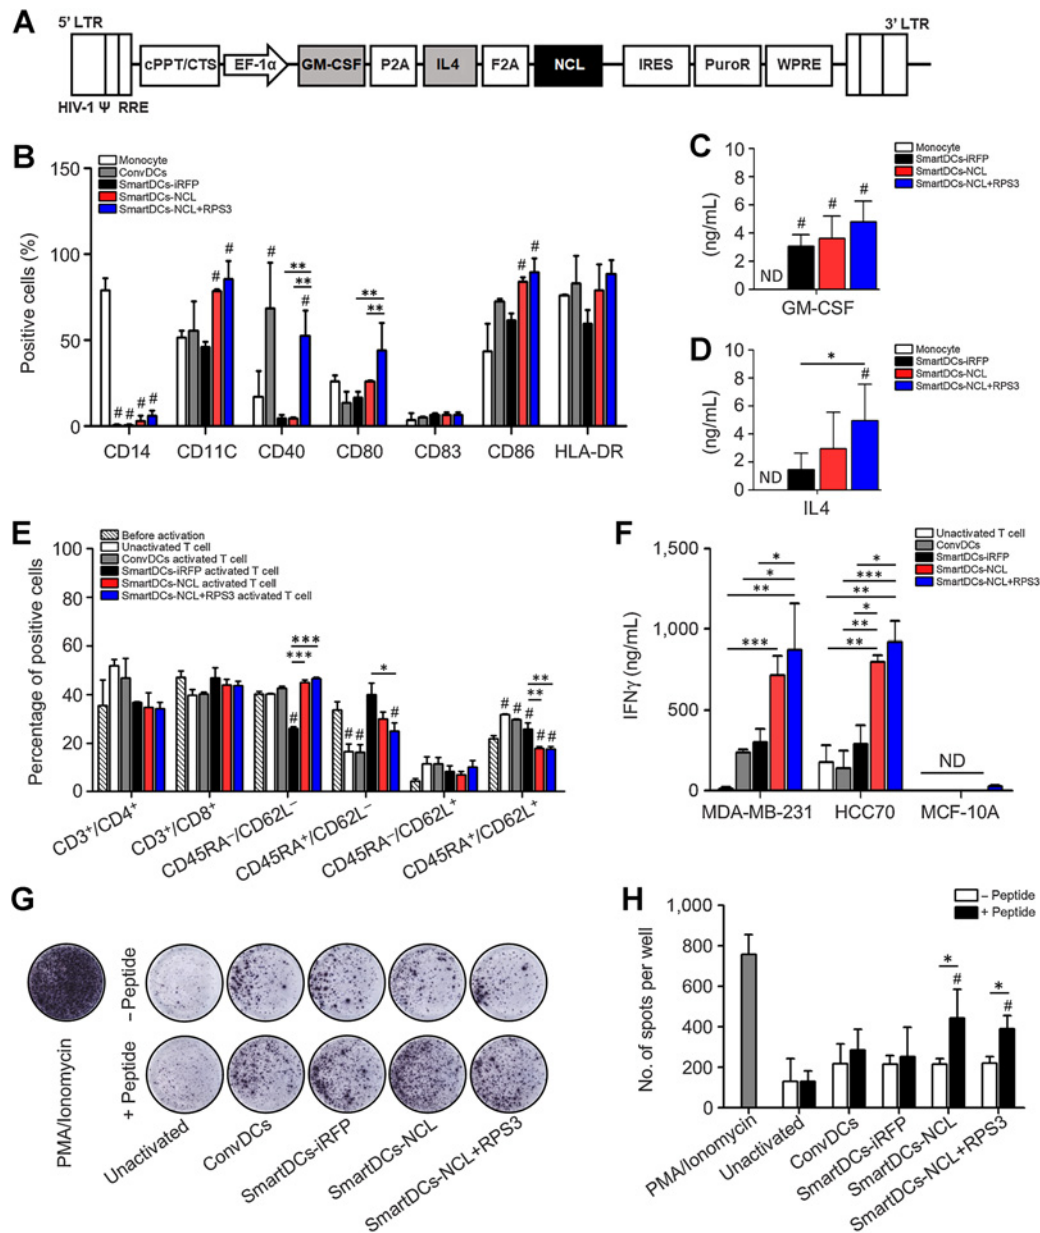 A
5' LTR
3' LTR
cPPT/CTS
EF-1α
GM-CSF
P2A
IL4
F2A
NCL
IRES
PuroR
WPRE
HIV-1 Ψ RRE
B
Monocyte
ConvDCs
SmartDCs-iRFP
SmartDCs-NCL
SmartDCs-NCL+RPS3
Positive cells (%)
150
100
50
0
# # # #
# #
# ** ** #
** **
# #
CD14 CD11C CD40 CD80 CD83 CD86 HLA-DR
C
Monocyte
SmartDCs-iRFP
SmartDCs-NCL
SmartDCs-NCL+RPS3
(ng/mL)
10
8
6
4
2
0
ND # # #
GM-CSF
D
Monocyte
SmartDCs-iRFP
SmartDCs-NCL
SmartDCs-NCL+RPS3
(ng/mL)
10
8
6
4
2
0
*
ND #
IL4
E
Before activation
Unactivated T cell
ConvDCs activated T cell
SmartDCs-iRFP activated T cell
SmartDCs-NCL activated T cell
SmartDCs-NCL+RPS3 activated T cell
Percentage of positive cells
100
80
60
40
20
0
***
***
#
*
# # #
**
**
# # # # #
CD3+/CD4+
CD3+/CD8+
CD45RA−/CD62L−
CD45RA+/CD62L−
CD45RA−/CD62L+
CD45RA+/CD62L+
F
Unactivated T cell
ConvDCs
SmartDCs-iRFP
SmartDCs-NCL
SmartDCs-NCL+RPS3
IFNγ (ng/mL)
1,500
1,000
500
0
*
*
**
***
*
***
**
*
**
**
ND
MDA-MB-231 HCC70 MCF-10A
G
− Peptide
+ Peptide
PMA/Ionomycin
Unactivated
ConvDCs
SmartDCs-iRFP
SmartDCs-NCL
SmartDCs-NCL+RPS3
H
− Peptide
+ Peptide
No. of spots per well
1,000
800
600
400
200
0
*
#
*
#
PMA/Ionomycin
Unactivated
ConvDCs
SmartDCs-iRFP
SmartDCs-NCL
SmartDCs-NCL+RPS3